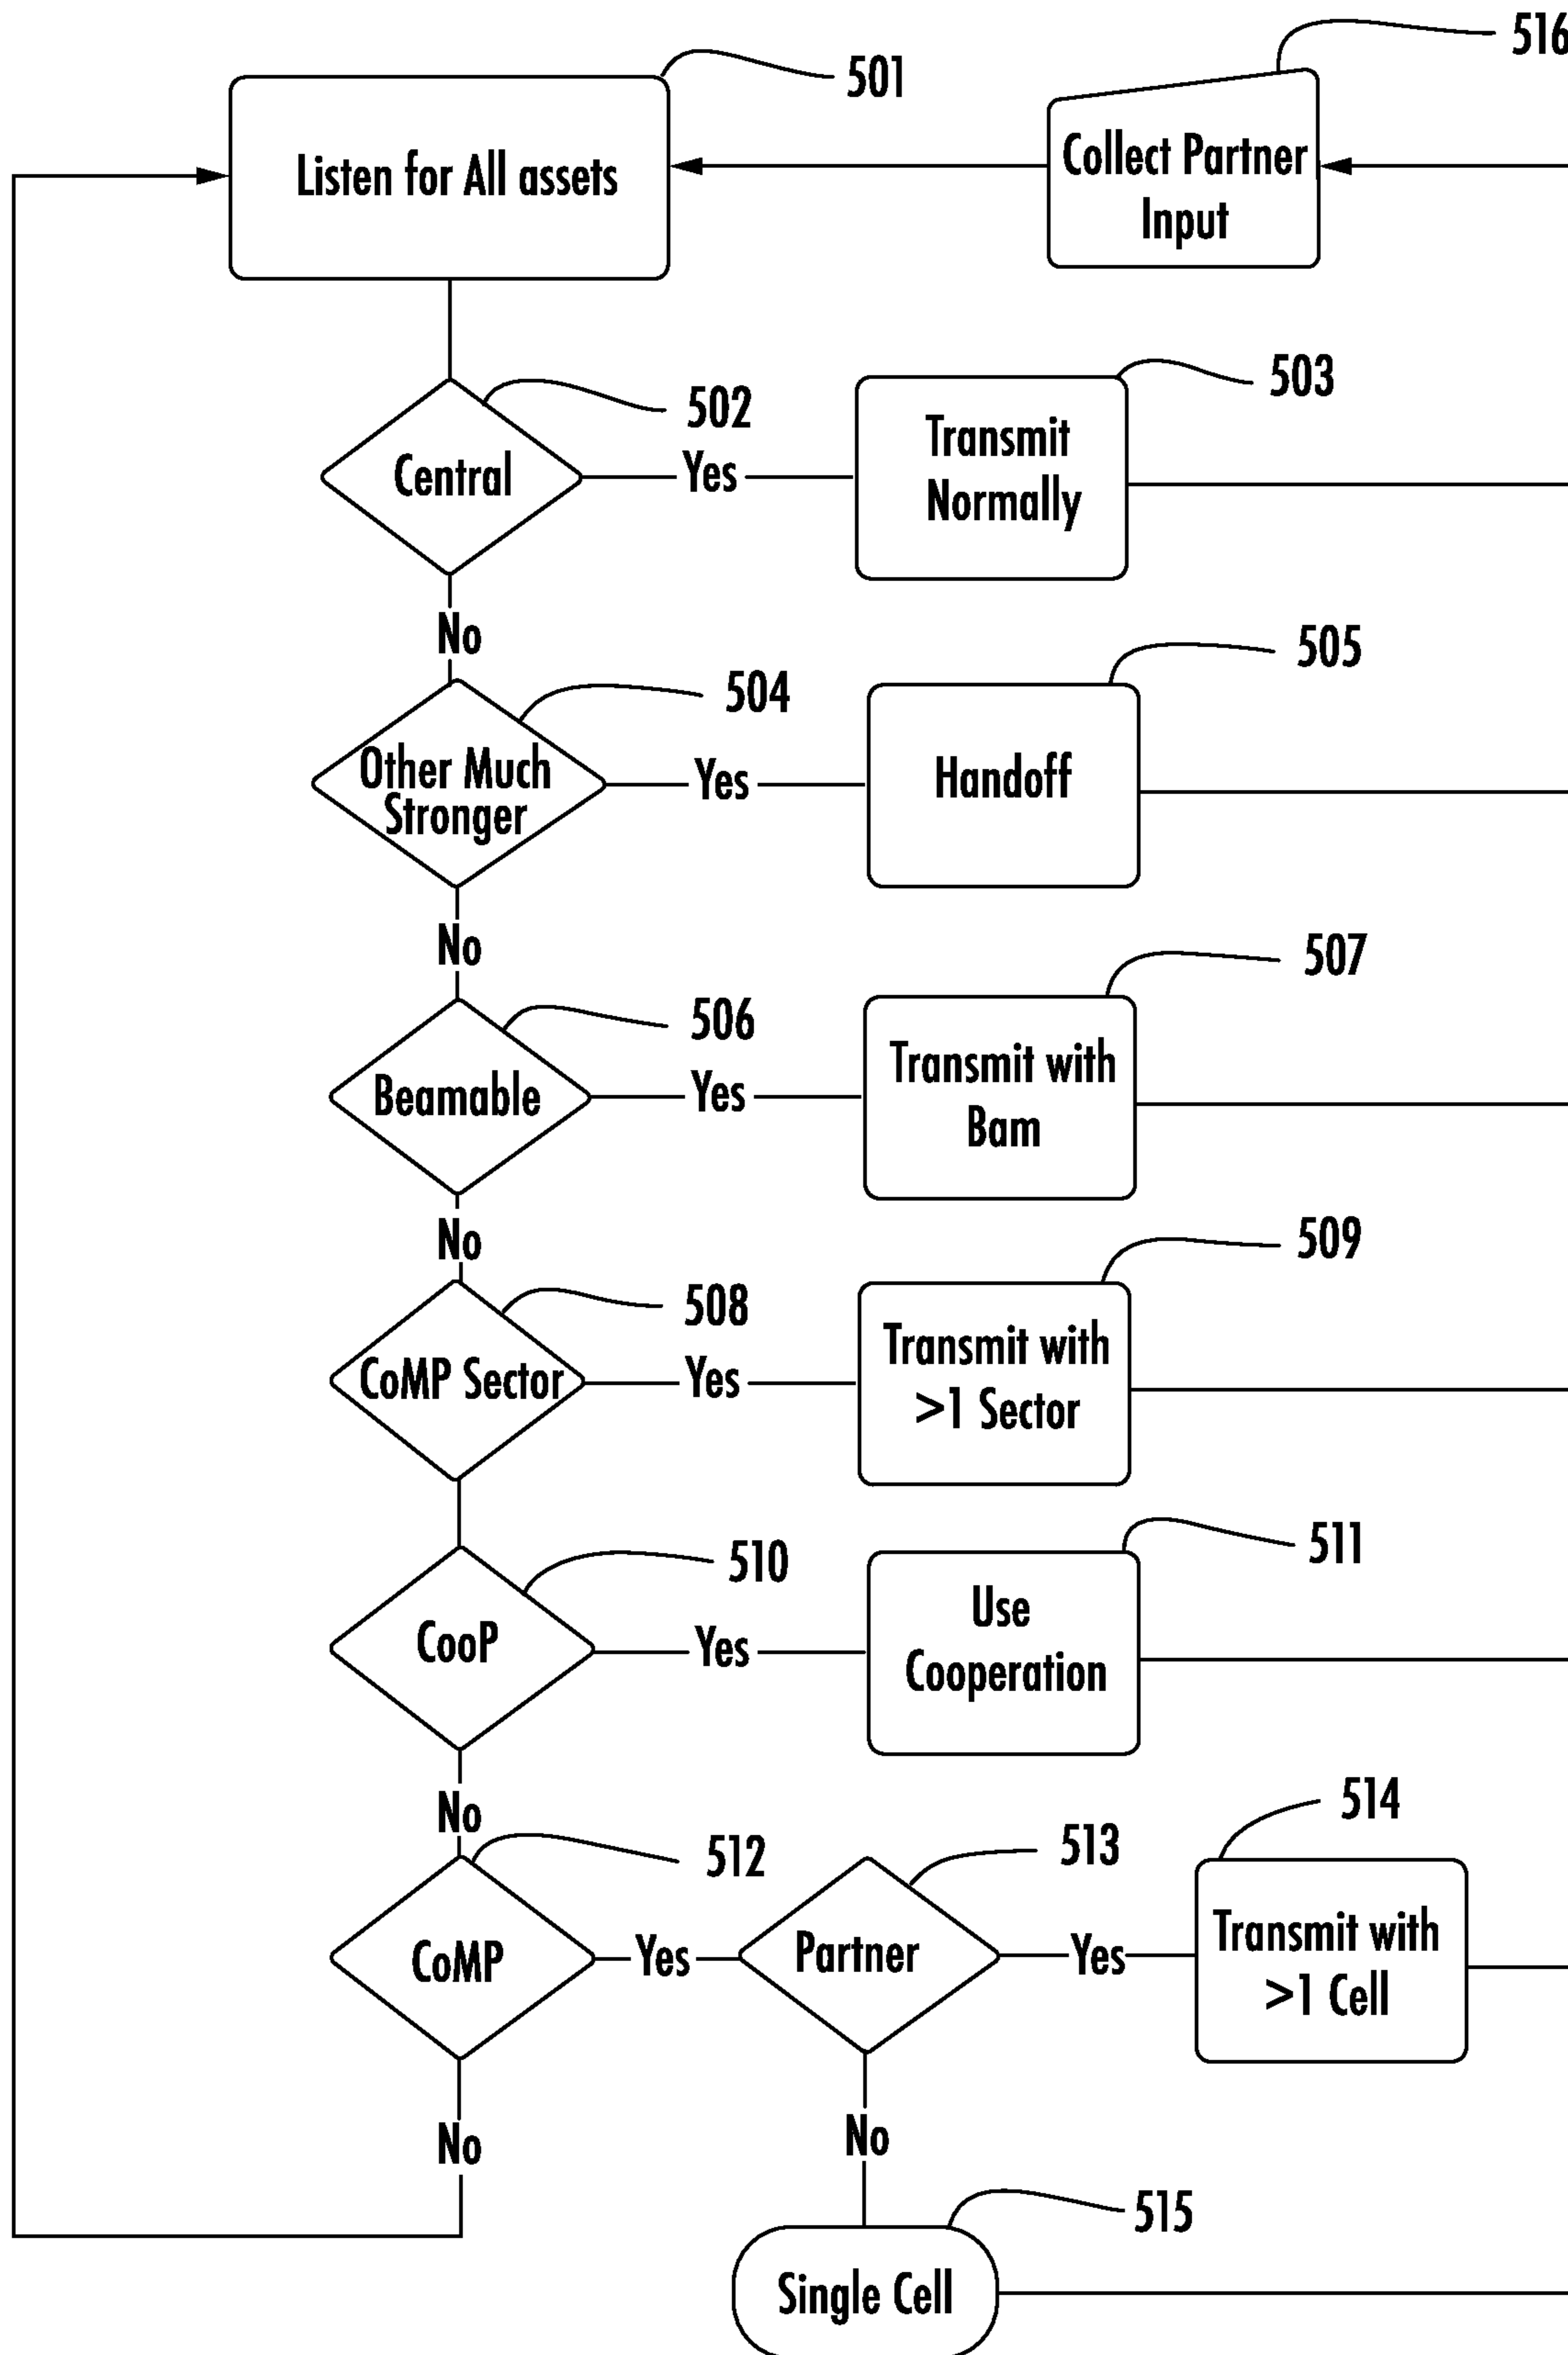 516
501
Listen for All assets
Collect Partner
Input
502
503
Central
Yes
Transmit
Normally
No
504
505
Other Much
Stronger
Yes
Handoff
No
506
507
Beamable
Yes
Transmit with
Bam
No
508
509
CoMP Sector
Yes
Transmit with
>1 Sector
510
511
CooP
Yes
Use
Cooperation
No
512
513
514
CoMP
Yes
Partner
Yes
Transmit with
>1 Cell
No
No
515
Single Cell